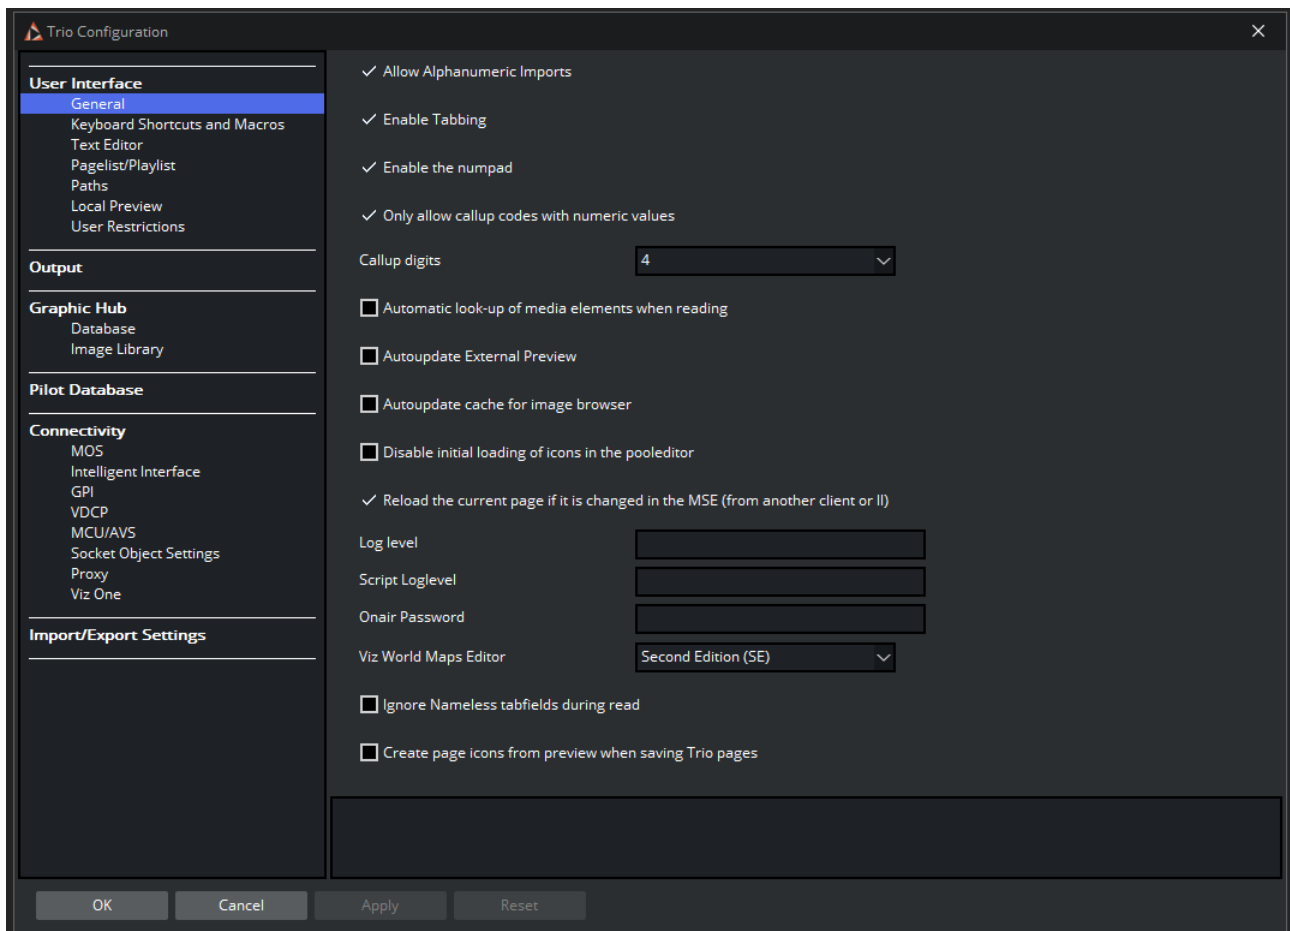 Trio Configuration
User Interface
General
Keyboard Shortcuts and Macros
Text Editor
Pagelist/Playlist
Paths
Local Preview
User Restrictions
Output
Graphic Hub
Database
Image Library
Pilot Database
Connectivity
MOS
Intelligent Interface
GPI
VDCP
MCU/AVS
Socket Object Settings
Proxy
Viz One
Import/Export Settings
Allow Alphanumeric Imports
Enable Tabbing
Enable the numpad
Only allow callup codes with numeric values
Callup digits 4
Automatic look-up of media elements when reading
Autoupdate External Preview
Autoupdate cache for image browser
Disable initial loading of icons in the pooleditor
Reload the current page if it is changed in the MSE (from another client or II)
Log level
Script Loglevel
Onair Password
Viz World Maps Editor Second Edition (SE)
Ignore Nameless tabfields during read
Create page icons from preview when saving Trio pages
OK Cancel Apply Reset